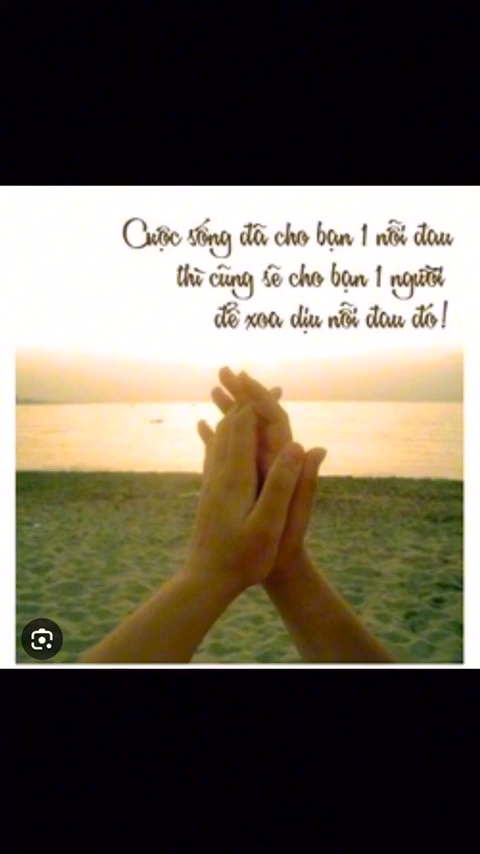 Cuộc sống đã cho bạn 1 nỗi đau
thì cũng sẽ cho bạn 1 người
để xoa dịu nỗi đau đó!